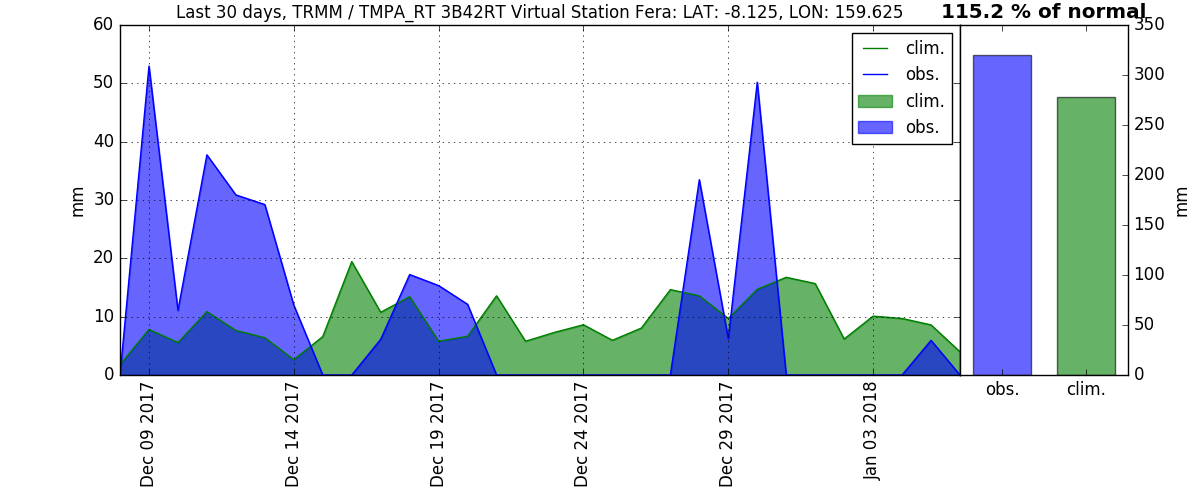 Last 30 days, TRMM / TMPA_RT 3B42RT Virtual Station Fera: LAT: -8.125, LON: 159.625
115.2 % of normal
60
50
40
30
20
10
0
mm
clim.
obs.
clim.
obs.
Dec 09 2017
Dec 14 2017
Dec 19 2017
Dec 24 2017
Dec 29 2017
Jan 03 2018
350
300
250
200
150
100
50
0
mm
obs.
clim.